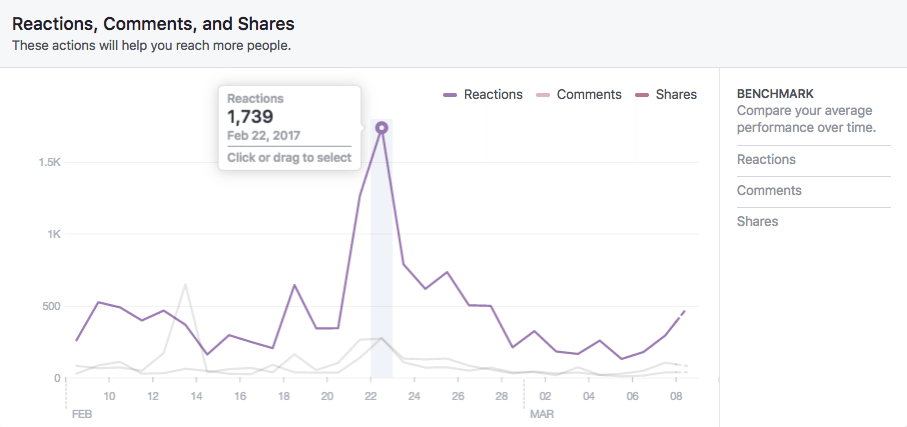 Reactions, Comments, and Shares
These actions will help you reach more people.
Reactions
1,739
Feb 22, 2017
Click or drag to select
Reactions Comments Shares
BENCHMARK
Compare your average
performance over time.
Reactions
Comments
Shares
1.5K
1K
500
0
10 12 14 16 18 20 22 24 26 28 02 04 06 08
FEB MAR